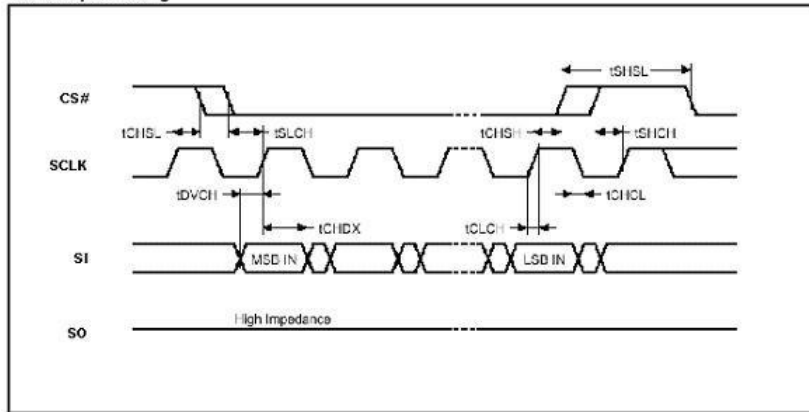 tSHSL
CS#
tCHSL tSLCH tCHSH tSHCH
SCLK
tDVCH tCHCL
tCHDX tCLCH
SI MSB IN LSB IN
High Impedance
SO